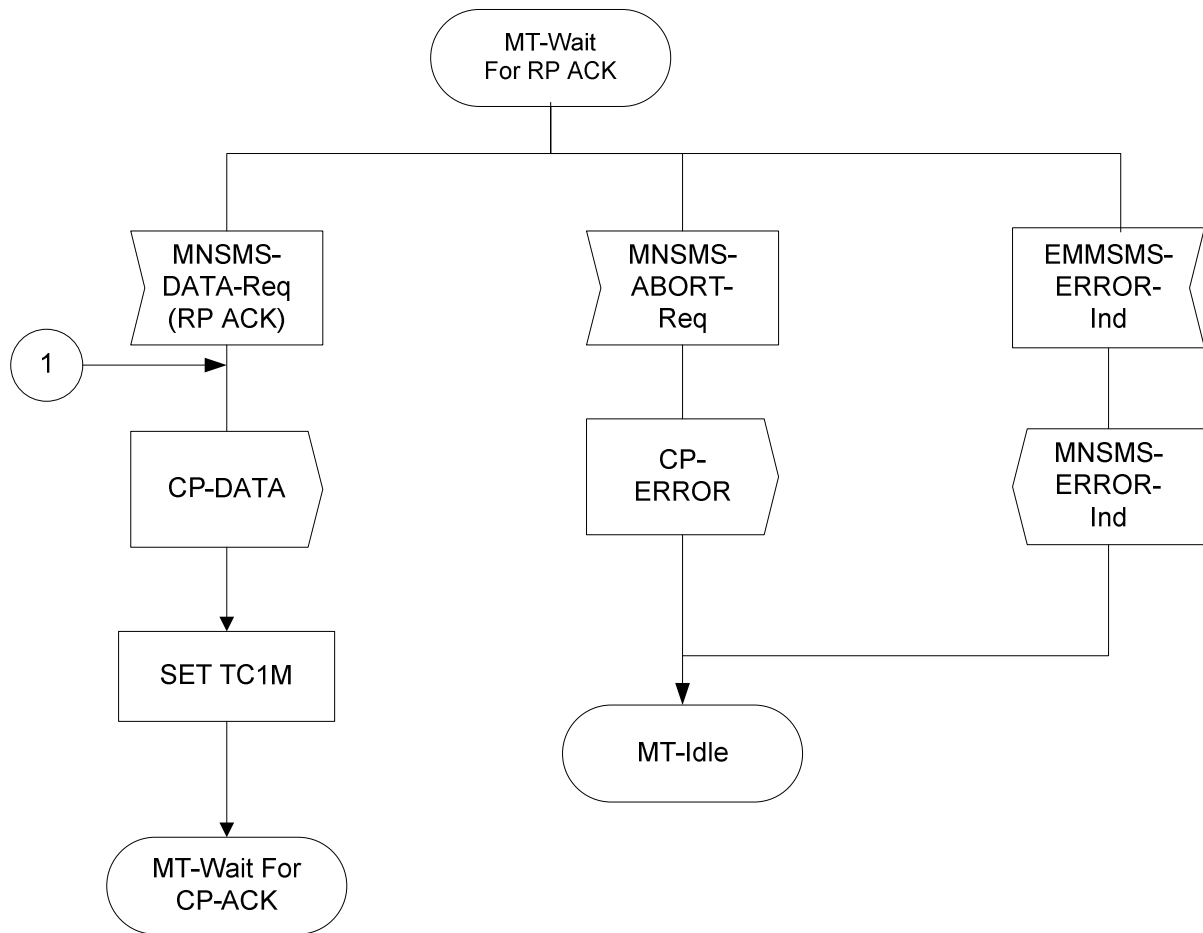 MT-Wait
For RP ACK
MNSMS-
DATA-Req
(RP ACK)
MNSMS-
ABORT-
Req
EMMSMS-
ERROR-
Ind
1
CP-DATA
CP-
ERROR
MNSMS-
ERROR-
Ind
SET TC1M
MT-Idle
MT-Wait For
CP-ACK